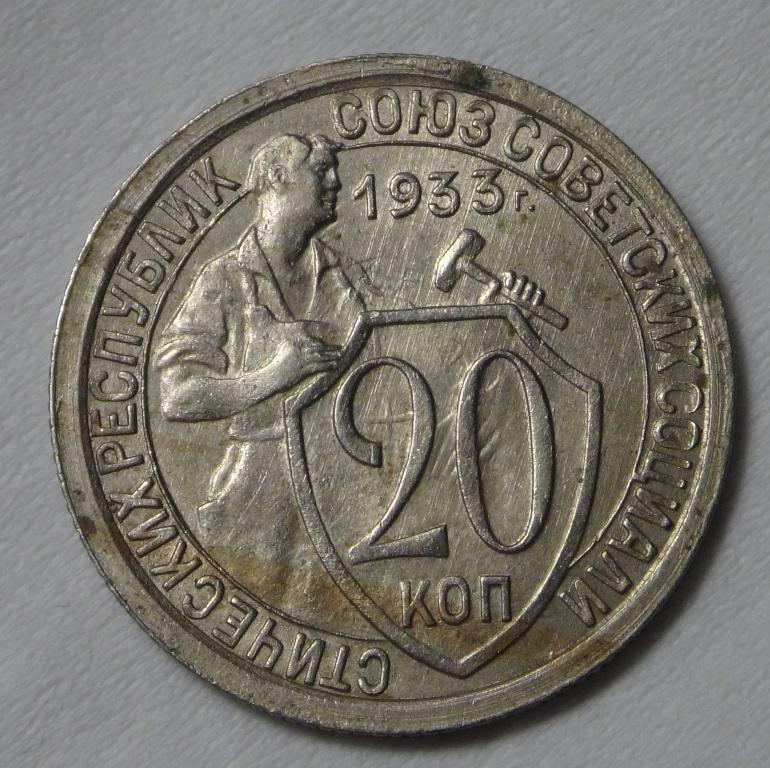 СОЮЗ СОВЕТСКИХ СОЦИАЛИСТИЧЕСКИХ РЕСПУБЛИК
1933 г.
20
КОП